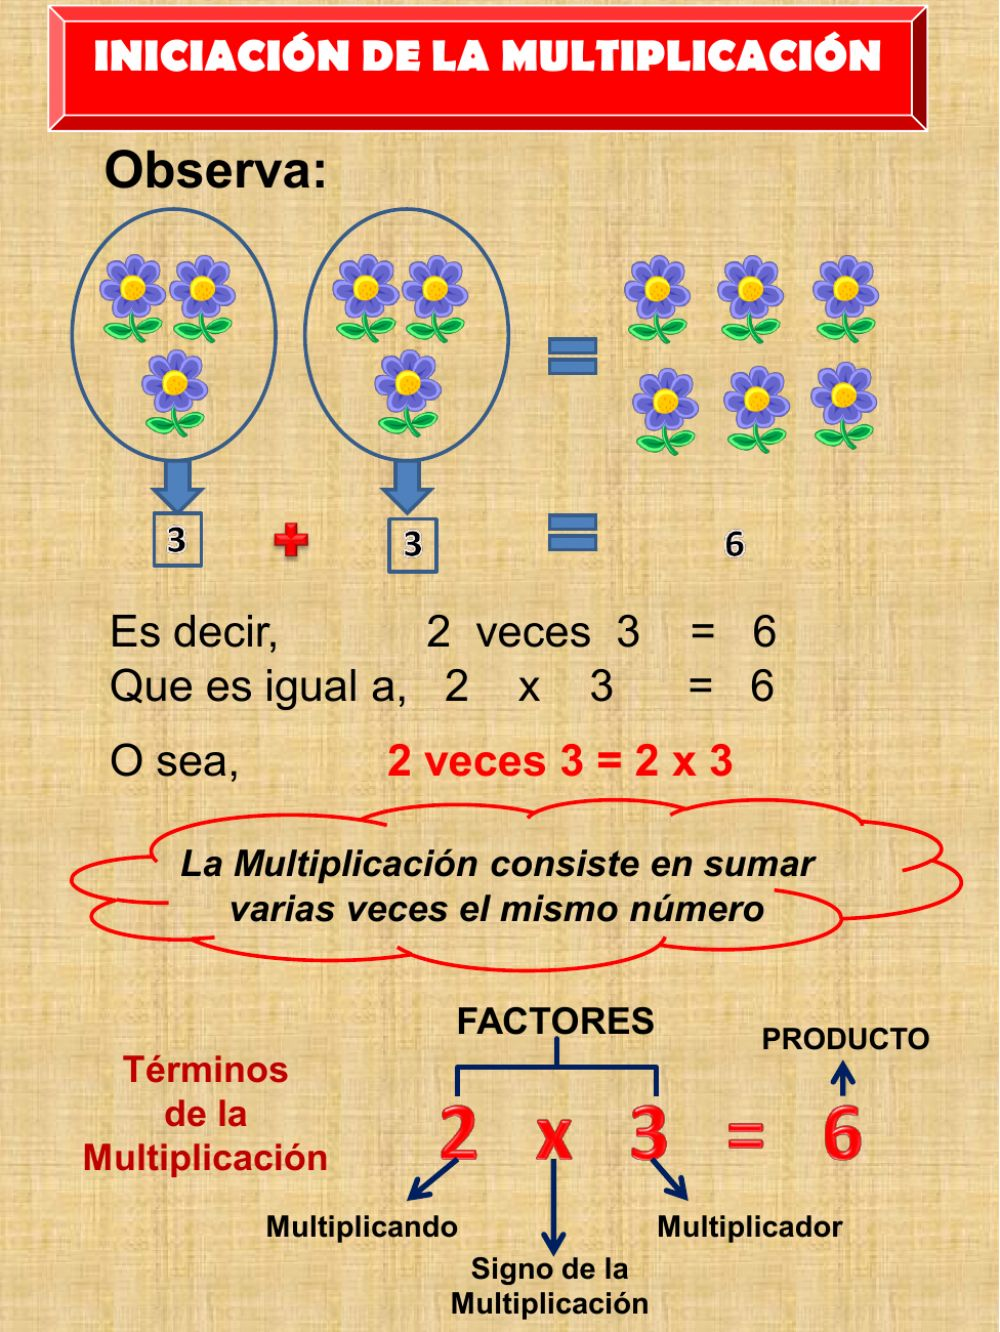 INICIACIÓN DE LA MULTIPLICACIÓN
Observa:
3 + 3 = 6
Es decir, 2 veces 3 = 6
Que es igual a, 2 x 3 = 6
O sea, 2 veces 3 = 2 x 3
La Multiplicación consiste en sumar
varias veces el mismo número
FACTORES
PRODUCTO
Términos
de la
Multiplicación
2 x 3 = 6
Multiplicando
Multiplicador
Signo de la
Multiplicación